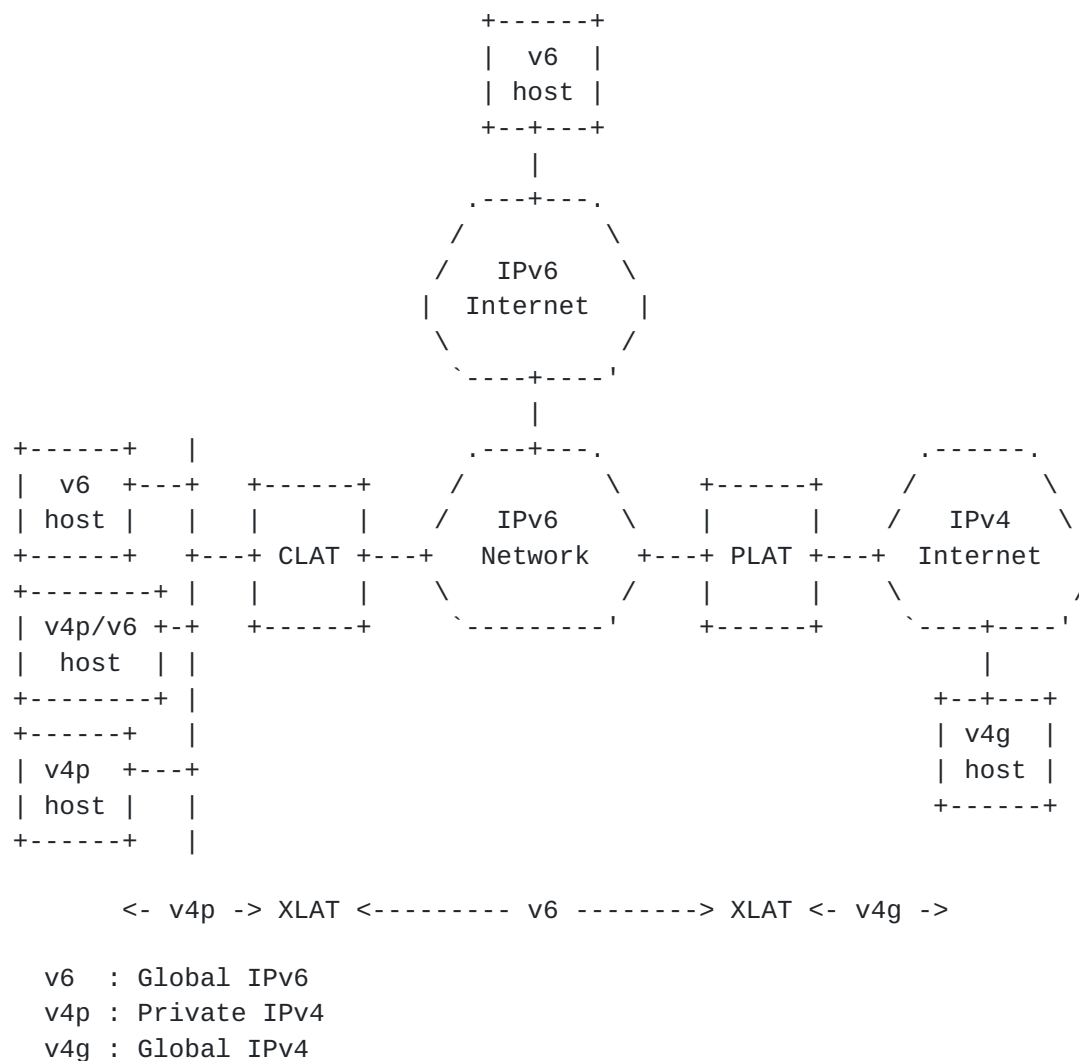 +------+
|  v6  |
| host |
+--+---+
|
.---+---.
/         \
/   IPv6    \
|  Internet   |
\           /
`----+----'
|
+------+   |                  .---+---.                    .------.
|  v6  +---+   +------+     /         \     +------+     /        \
| host |   |   |      |    /   IPv6    \    |      |    /   IPv4   \
+------+   +---+ CLAT +---+   Network   +---+ PLAT +---+  Internet
+--------+ |   |      |    \           /    |      |    \           /
| v4p/v6 +-+   +------+     `---------'     +------+     `----+----'
|  host  | |                                                  |
+--------+ |                                               +--+---+
+------+   |                                               | v4g  |
| v4p  +---+                                               | host |
| host |   |                                               +------+
+------+   |
<- v4p -> XLAT <--------- v6 --------> XLAT <- v4g ->
v6  : Global IPv6
v4p : Private IPv4
v4g : Global IPv4